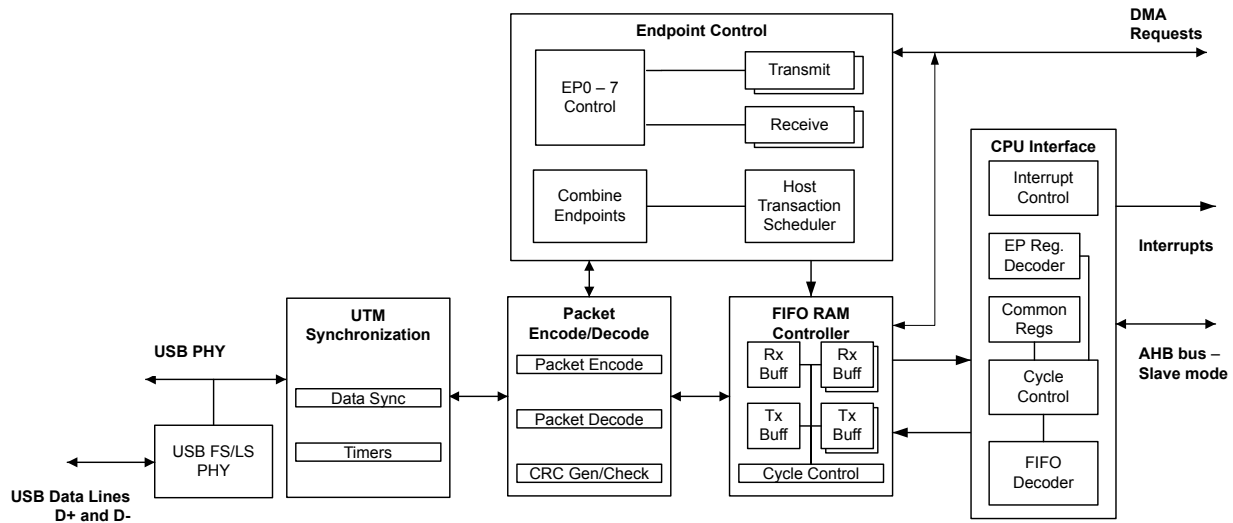 DMA
Requests
Endpoint Control
EP0 – 7
Control
Transmit
Receive
Combine
Endpoints
Host
Transaction
Scheduler
CPU Interface
Interrupt
Control
Interrupts
EP Reg.
Decoder
Common
Regs
AHB bus –
Slave mode
Cycle
Control
FIFO
Decoder
UTM
Synchronization
Data Sync
Timers
Packet
Encode/Decode
Packet Encode
Packet Decode
CRC Gen/Check
FIFO RAM
Controller
Rx
Buff
Rx
Buff
Tx
Buff
Tx
Buff
Cycle Control
USB PHY
USB FS/LS
PHY
USB Data Lines
D+ and D-